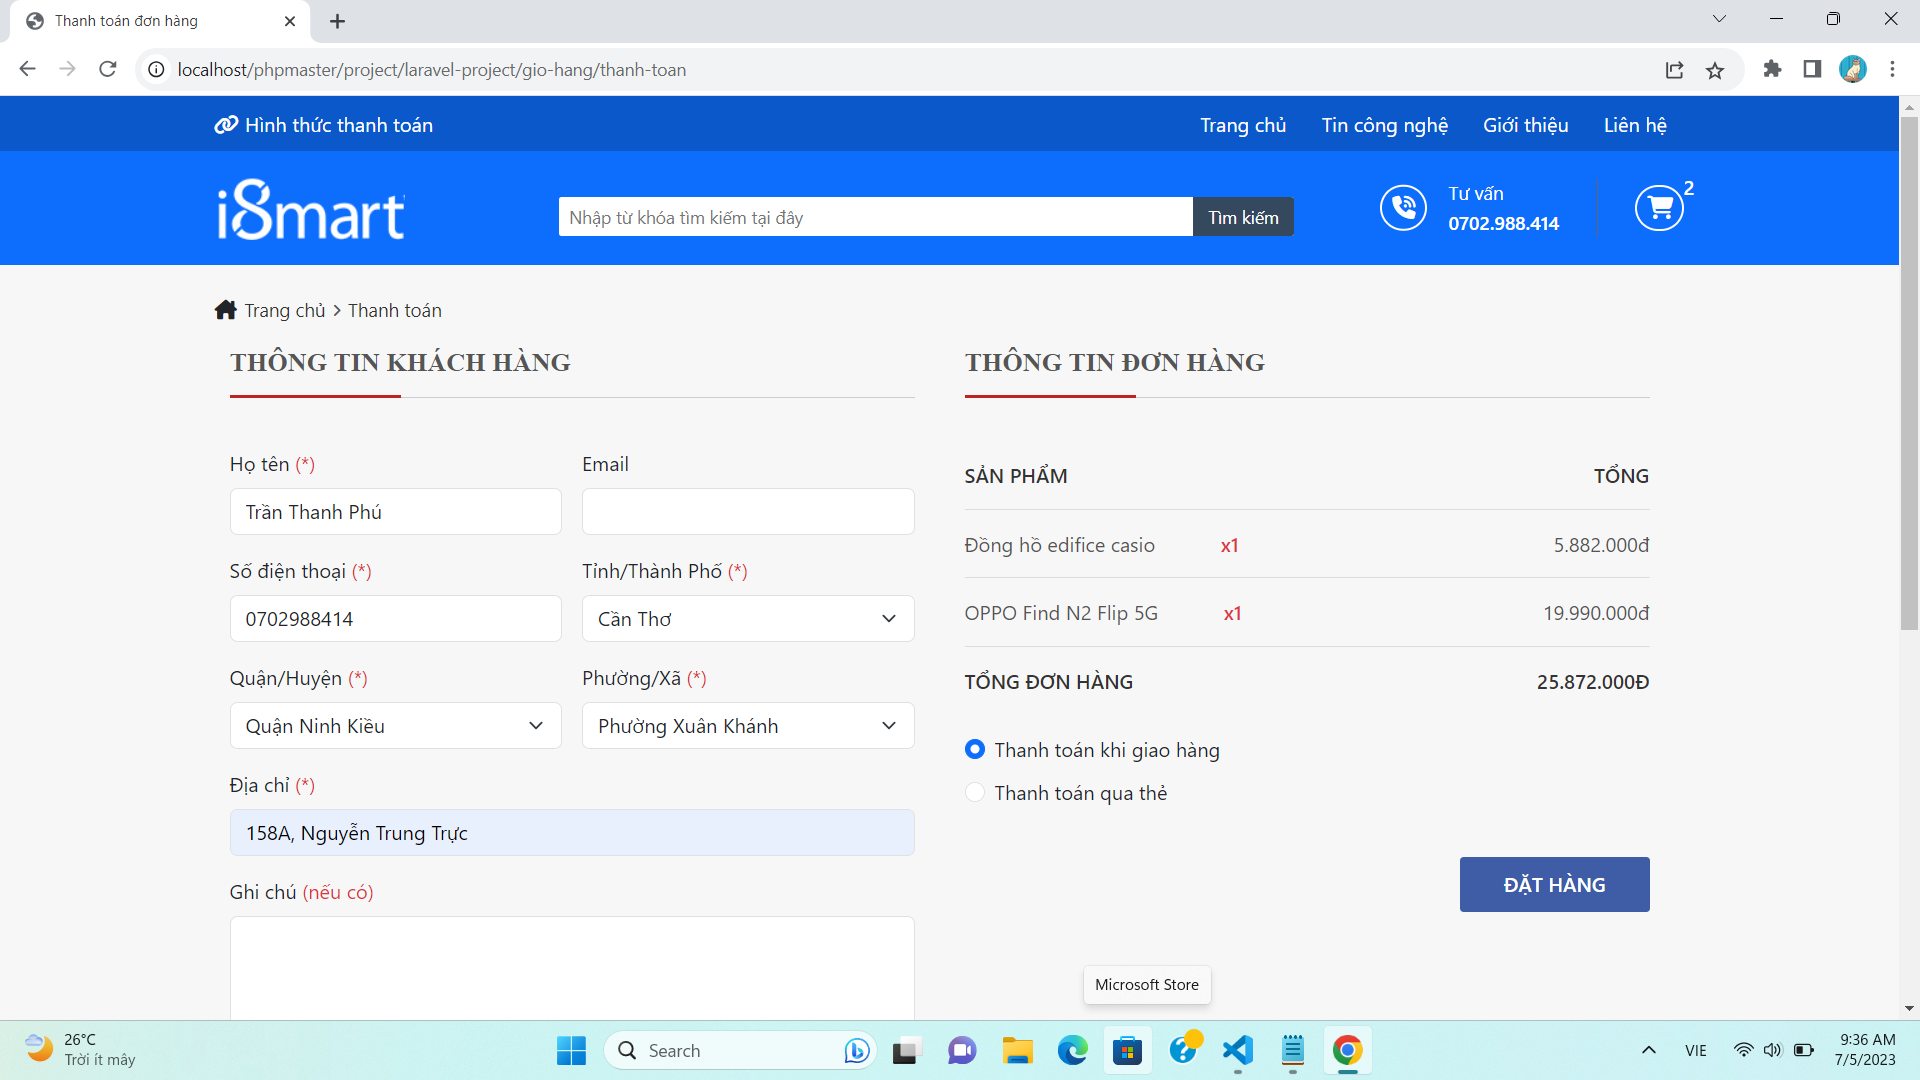 Thanh toán đơn hàng
localhost/phpmaster/project/laravel-project/gio-hang/thanh-toan
Hình thức thanh toán
Trang chủ
Tin công nghệ
Giới thiệu
Liên hệ
i8mart
Nhập từ khóa tìm kiếm tại đây
Tìm kiếm
Tư vấn
0702.988.414
2
Trang chủ > Thanh toán
THÔNG TIN KHÁCH HÀNG
Họ tên (*)
Email
Trần Thanh Phú
Số điện thoại (*)
Tỉnh/Thành Phố (*)
0702988414
Cần Thơ
Quận/Huyện (*)
Phường/Xã (*)
Quận Ninh Kiều
Phường Xuân Khánh
Địa chỉ (*)
158A, Nguyễn Trung Trực
Ghi chú (nếu có)
THÔNG TIN ĐƠN HÀNG
SẢN PHẨM TỔNG
Đồng hồ edifice casio x1 5.882.000đ
OPPO Find N2 Flip 5G x1 19.990.000đ
TỔNG ĐƠN HÀNG 25.872.000Đ
Thanh toán khi giao hàng
Thanh toán qua thẻ
ĐẶT HÀNG
Microsoft Store
26°C
Trời ít mây
Search
VIE
9:36 AM
7/5/2023